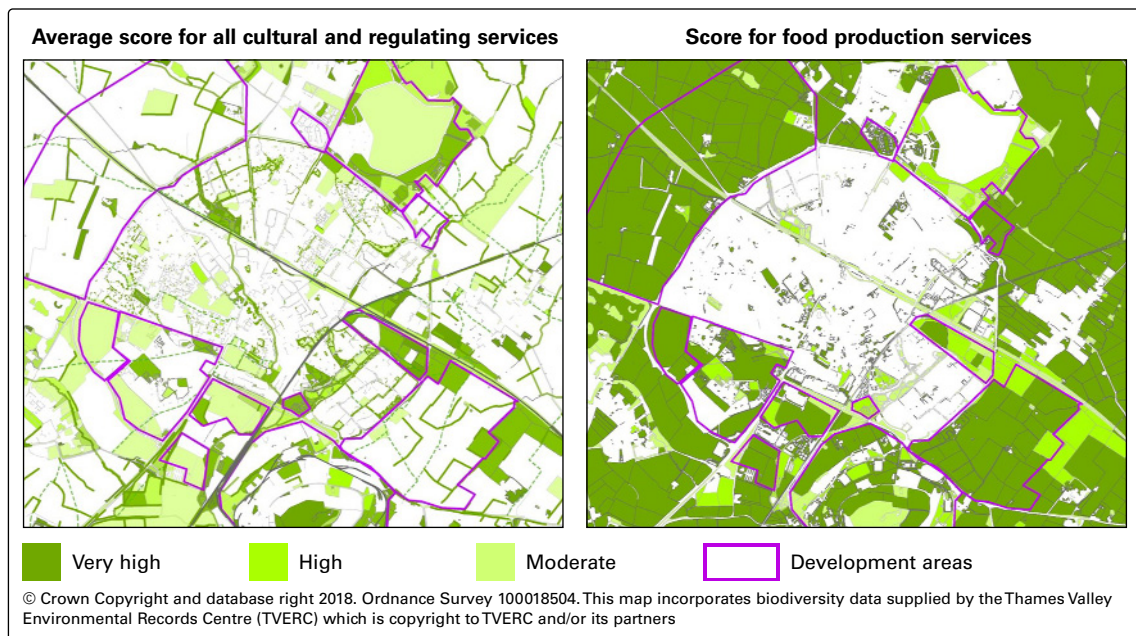 Average score for all cultural and regulating services
Score for food production services
Very high
High
Moderate
Development areas
© Crown Copyright and database right 2018. Ordnance Survey 100018504. This map incorporates biodiversity data supplied by the Thames Valley
Environmental Records Centre (TVERC) which is copyright to TVERC and/or its partners